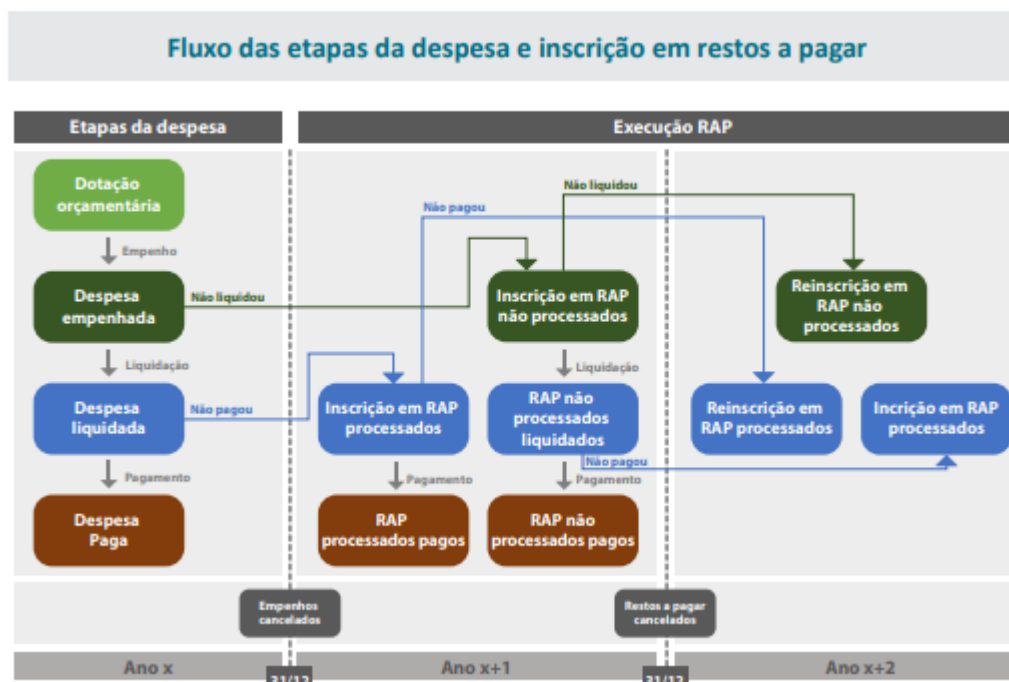 Fluxo das etapas da despesa e inscrição em restos a pagar
Etapas da despesa
Execução RAP
Dotação
orçamentária
Empenho
Despesa
empenhada
Não liquidou
Liquidação
Despesa
liquidada
Não pagou
Pagamento
Despesa
Paga
Não liquidou
Não pagou
Inscrição em RAP
não processados
Liquidação
Inscrição em RAP
processados
RAP não
processados
liquidados
Não pagou
Pagamento
Pagamento
RAP
processados pagos
RAP não
processados pagos
Reinscrição em
RAP não
processados
Reinscrição em
RAP processados
Incrição em RAP
processados
Empenhos
cancelados
Restos a pagar
cancelados
Ano x
31/12
Ano x+1
31/12
Ano x+2